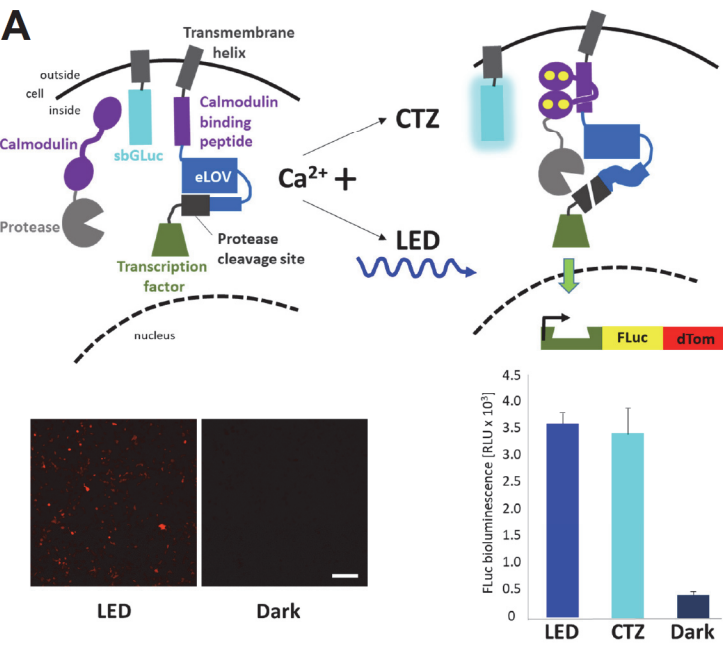 A
Transmembrane
helix
outside
cell
inside
Calmodulin
sbGLuc
Calmodulin
binding
peptide
eLOV
Protease
Protease
cleavage site
Transcription
factor
nucleus
Ca²⁺ +
CTZ
LED
FLuc
dTom
LED
Dark
FLuc bioluminescence [RLU x 10³]
4.5
4.0
3.5
3.0
2.5
2.0
1.5
1.0
0.5
0
LED
CTZ
Dark